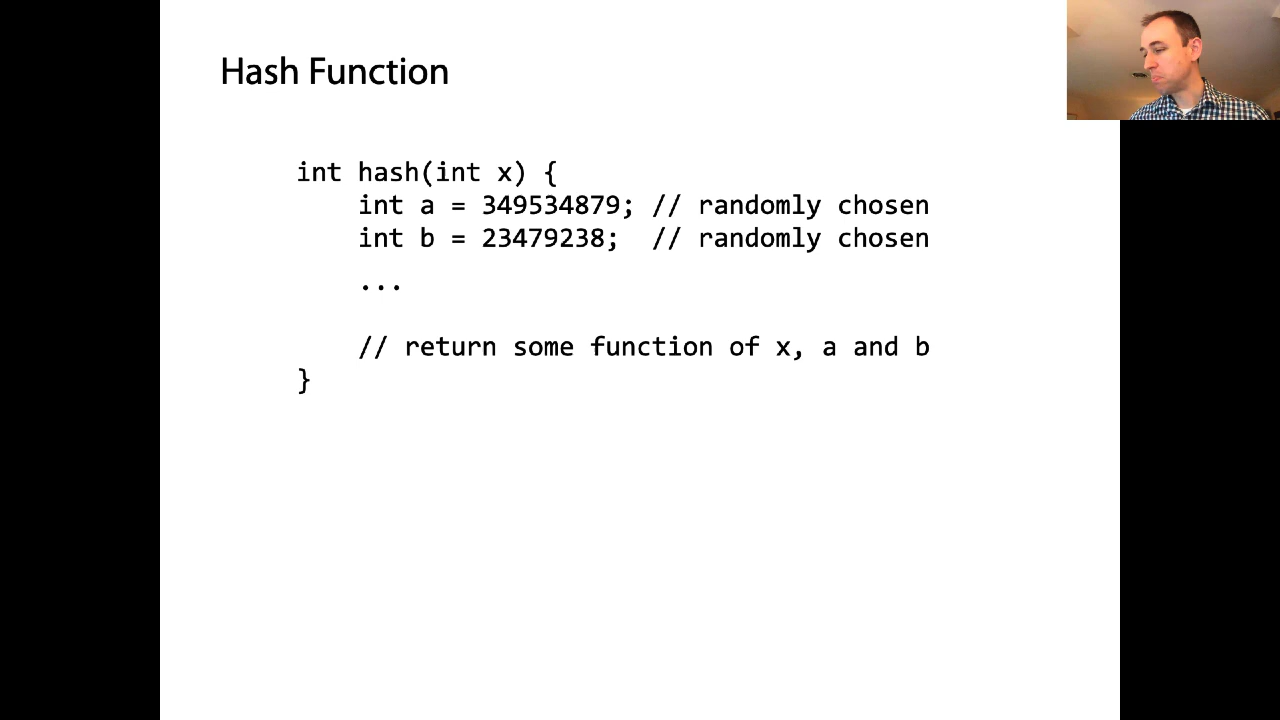 Hash Function
int hash(int x) {
int a = 349534879; // randomly chosen
int b = 23479238; // randomly chosen
...
// return some function of x, a and b
}